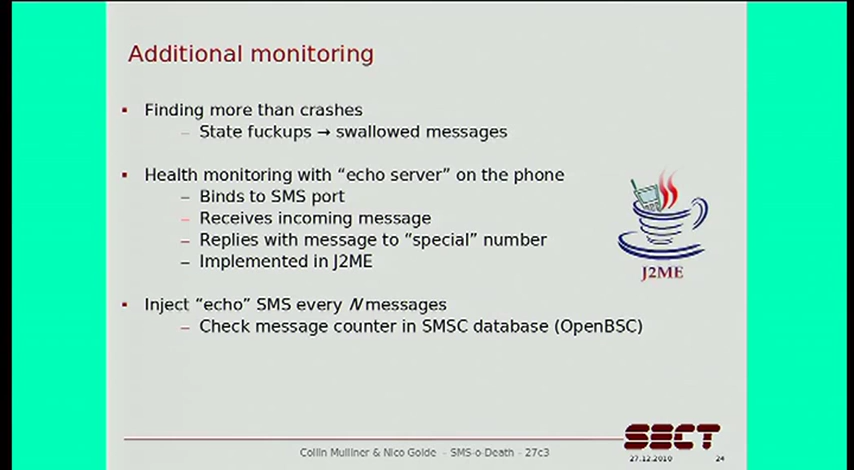 Additional monitoring
Finding more than crashes
– State fuckups → swallowed messages
Health monitoring with “echo server” on the phone
– Binds to SMS port
– Receives incoming message
– Replies with message to “special” number
– Implemented in J2ME
J2ME
Inject “echo” SMS every N messages
– Check message counter in SMSC database (OpenBSC)
SECT
Collin Mulliner & Nico Golde - SMS-o-Death - 27c3
27.12.2010 24